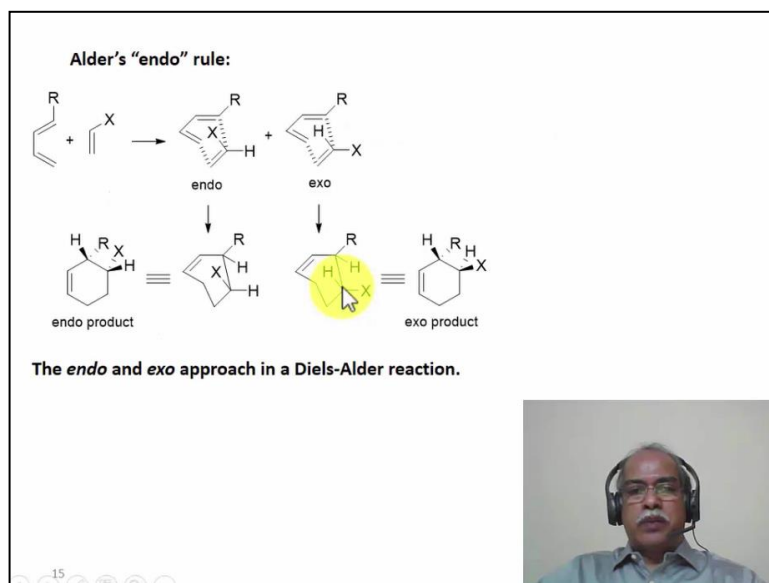 Alder's “endo” rule:
R
X
+
R
X
H
endo
+
R
H
X
exo
H R X
H
endo product
R
X
H
H
R
H
H
X
H R H
X
exo product
The endo and exo approach in a Diels-Alder reaction.
15